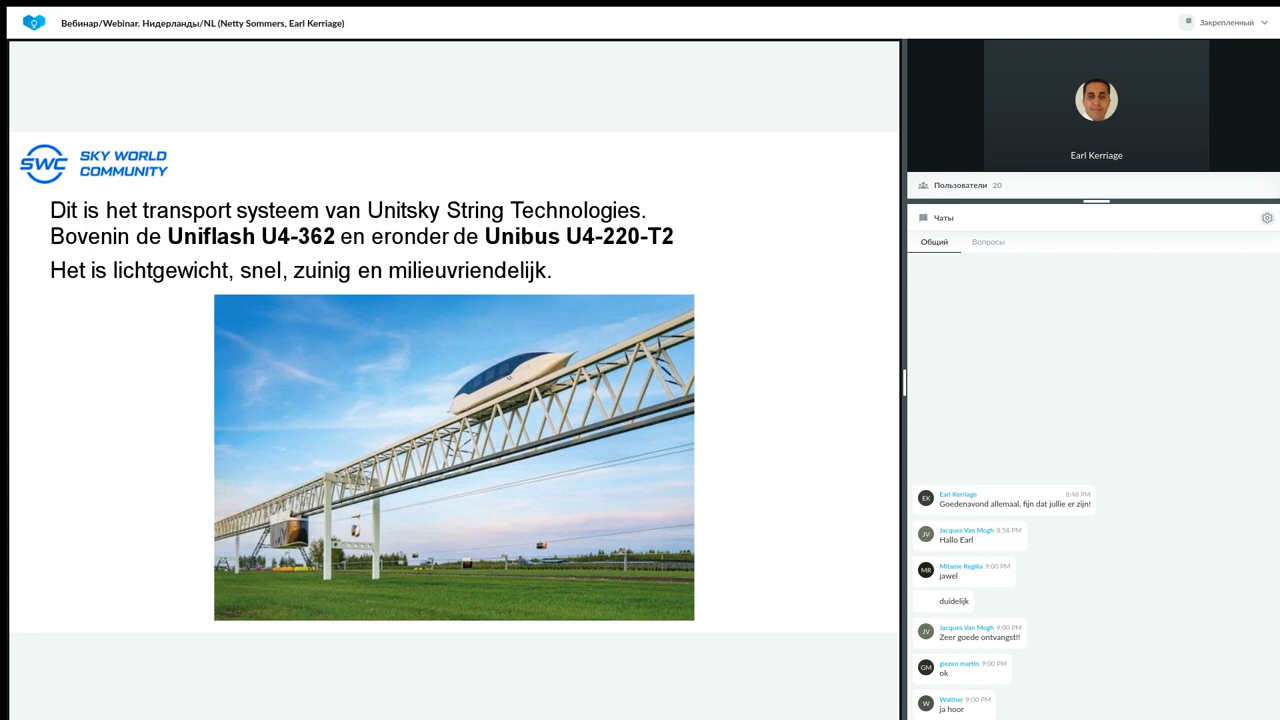 Вебинар/Webinar. Нидерланды/NL (Netty Sommers, Earl Kerriage)
Закрепленный
SWC SKY WORLD
COMMUNITY
Dit is het transport systeem van Unitsky String Technologies.
Bovenin de Uniflash U4-362 en eronder de Unibus U4-220-T2
Het is lichtgewicht, snel, zuinig en milieuvriendelijk.
Earl Kerriage
Пользователи 20
Чаты
Общий Вопросы
EK Earl Kerriage 8:48 PM
Goedenavond allemaal, fijn dat jullie er zijn!
JV Jacques Van Mogh 8:58 PM
Hallo Earl
MR Mitanie Regilia 9:00 PM
jawel
duidelijk
JV Jacques Van Mogh 9:00 PM
Zeer goede ontvangst!!
GM giezen martin 9:00 PM
ok
W Walther 9:00 PM
ja hoor